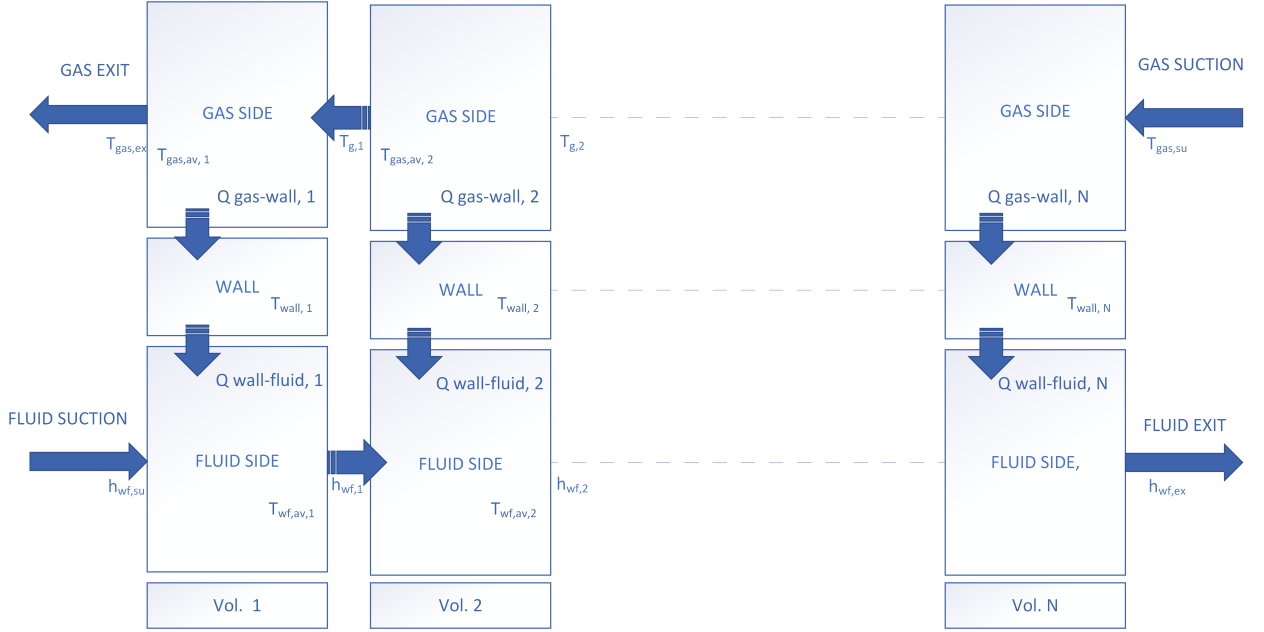 GAS EXIT
GAS SUCTION
GAS SIDE
GAS SIDE
GAS SIDE
T_gas,ex
T_gas,av, 1
T_g,1
T_gas,av, 2
T_g,2
T_gas,su
Q gas-wall, 1
Q gas-wall, 2
Q gas-wall, N
WALL
T_wall, 1
WALL
T_wall, 2
WALL
T_wall, N
Q wall-fluid, 1
Q wall-fluid, 2
Q wall-fluid, N
FLUID SUCTION
FLUID EXIT
FLUID SIDE
FLUID SIDE
FLUID SIDE,
h_wf,su
h_wf,1
h_wf,2
h_wf,ex
T_wf,av,1
T_wf,av,2
Vol. 1
Vol. 2
Vol. N